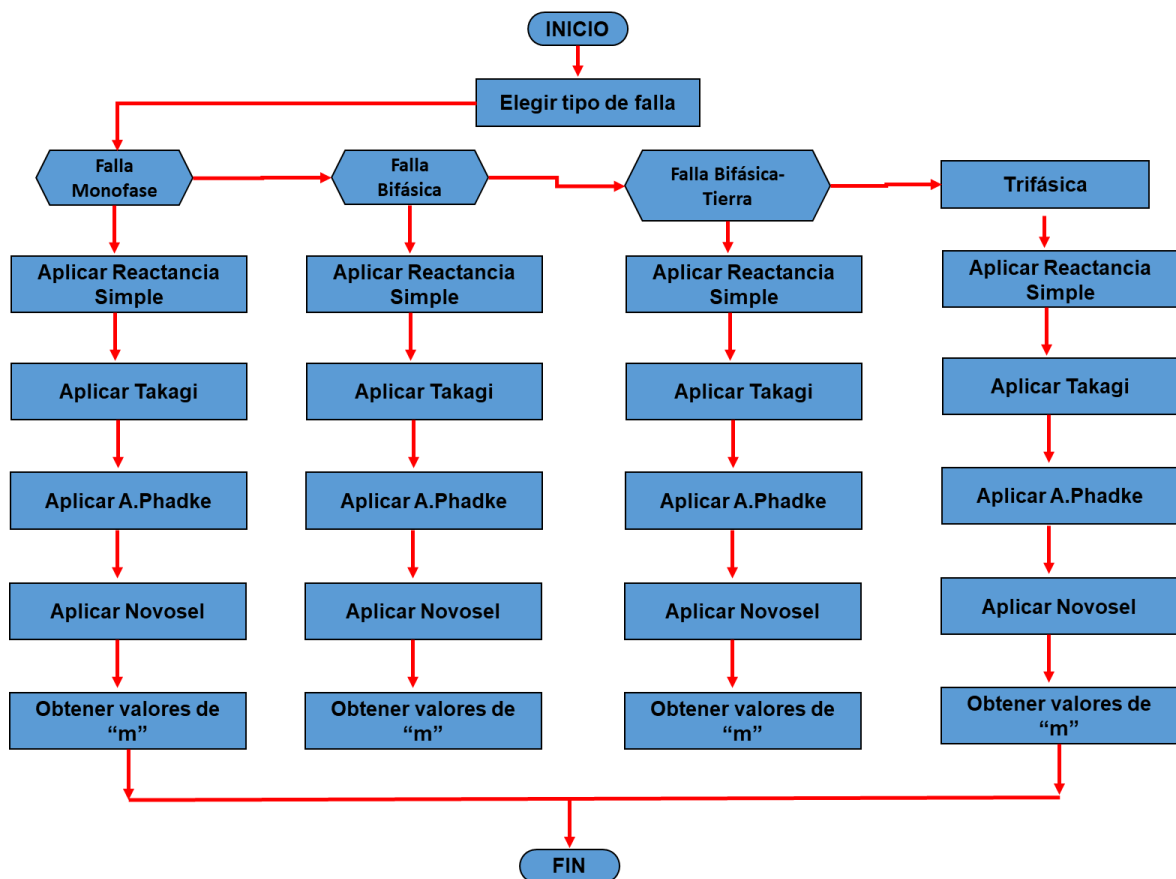 INICIO
Elegir tipo de falla
Falla
Monofase
Falla
Bifásica
Falla Bifásica-
Tierra
Trifásica
Aplicar Reactancia
Simple
Aplicar Reactancia
Simple
Aplicar Reactancia
Simple
Aplicar Reactancia
Simple
Aplicar Takagi
Aplicar Takagi
Aplicar Takagi
Aplicar Takagi
Aplicar A.Phadke
Aplicar A.Phadke
Aplicar A.Phadke
Aplicar A.Phadke
Aplicar Novosel
Aplicar Novosel
Aplicar Novosel
Aplicar Novosel
Obtener valores de
“m”
Obtener valores de
“m”
Obtener valores de
“m”
Obtener valores de
“m”
FIN